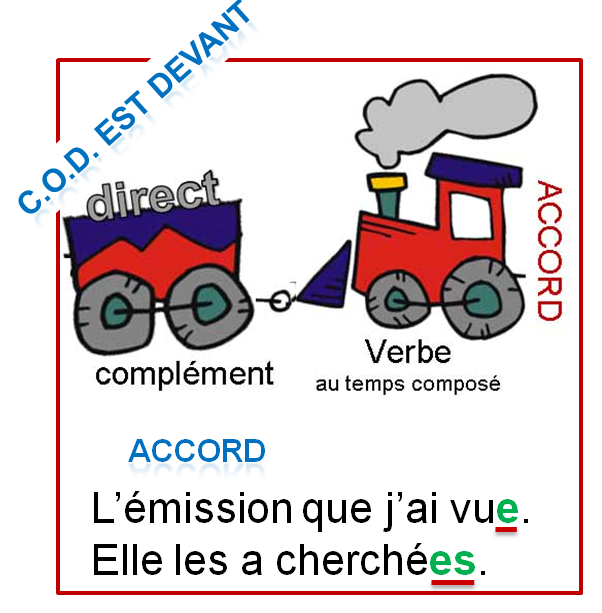 C.O.D. EST DEVANT
direct
ACCORD
complément
Verbe
au temps composé
ACCORD
L’émission que j’ai vue.
Elle les a cherchées.